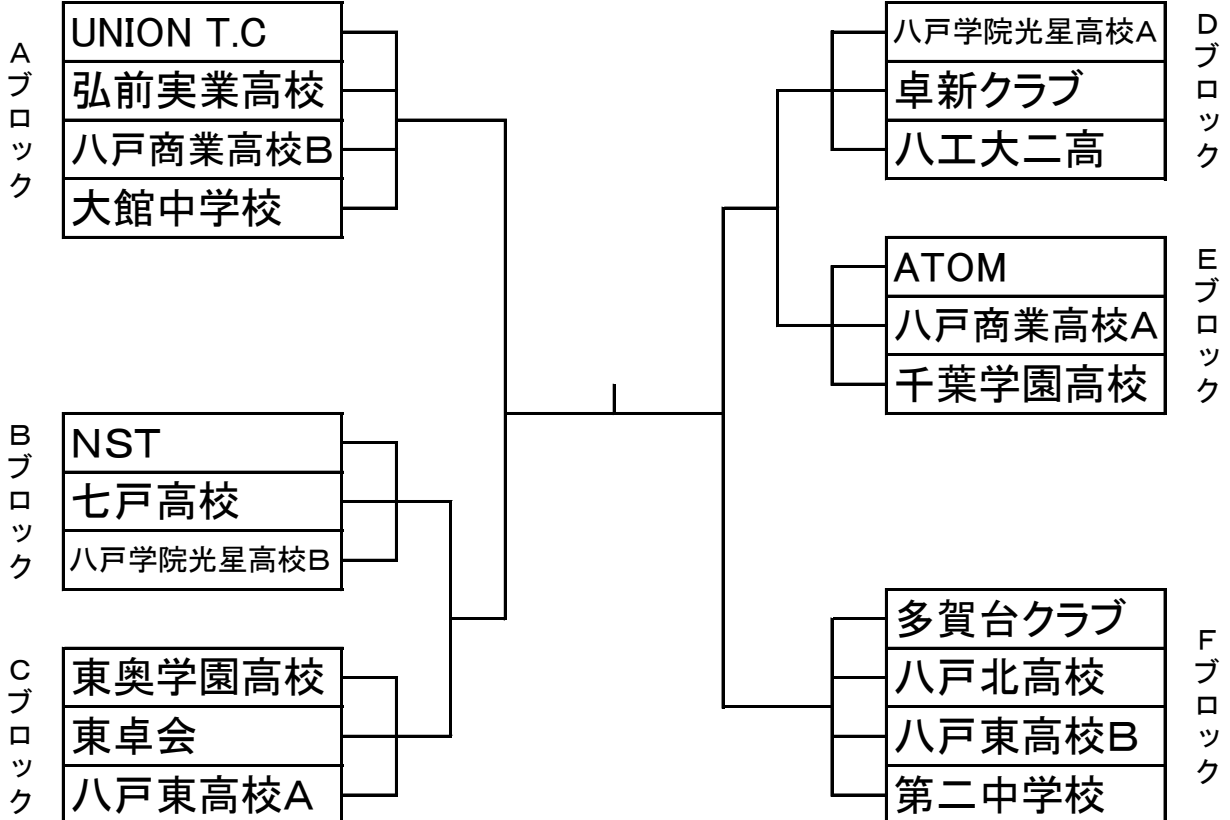 Aブロック
UNION T.C
弘前実業高校
八戸商業高校B
大館中学校
Bブロック
NST
七戸高校
八戸学院光星高校B
Cブロック
東奥学園高校
東卓会
八戸東高校A
Dブロック
八戸学院光星高校A
卓新クラブ
八工大二高
Eブロック
ATOM
八戸商業高校A
千葉学園高校
Fブロック
多賀台クラブ
八戸北高校
八戸東高校B
第二中学校